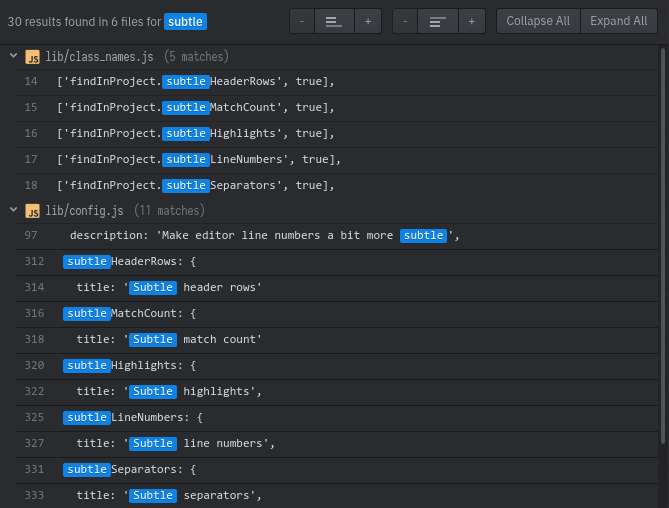 30 results found in 6 files for subtle - + - + Collapse All Expand All
JS lib/class_names.js (5 matches)
14 ['findInProject.subtleHeaderRows', true],
15 ['findInProject.subtleMatchCount', true],
16 ['findInProject.subtleHighlights', true],
17 ['findInProject.subtleLineNumbers', true],
18 ['findInProject.subtleSeparators', true],
JS lib/config.js (11 matches)
97 description: 'Make editor line numbers a bit more subtle',
312 subtleHeaderRows: {
314 title: 'Subtle header rows'
316 subtleMatchCount: {
318 title: 'Subtle match count'
320 subtleHighlights: {
322 title: 'Subtle highlights',
325 subtleLineNumbers: {
327 title: 'Subtle line numbers',
331 subtleSeparators: {
333 title: 'Subtle separators',